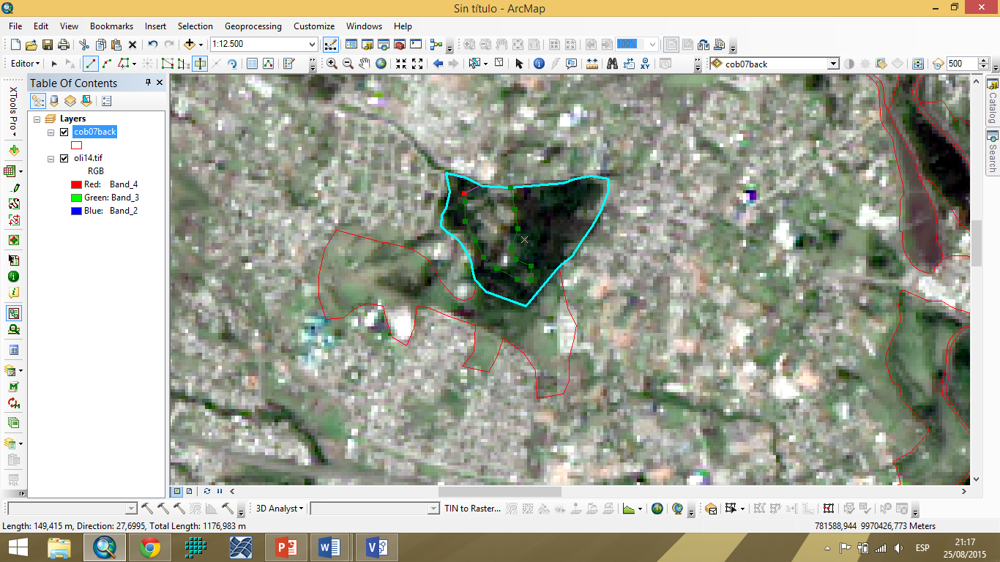 Sin título - ArcMap
File Edit View Bookmarks Insert Selection Geoprocessing Customize Windows Help
1:12.500
100%
Editor
cob07back
500
XTools Pro
Table Of Contents
Layers
cob07back
oli14.tif
RGB
Red: Band_4
Green: Band_3
Blue: Band_2
Catalog
Search
SQL
3D Analyst
TIN to Raster...
Length: 149,415 m, Direction: 27,6995, Total Length: 1176,983 m
781588,944 9970426,773 Meters
ESP
21:17
25/08/2015